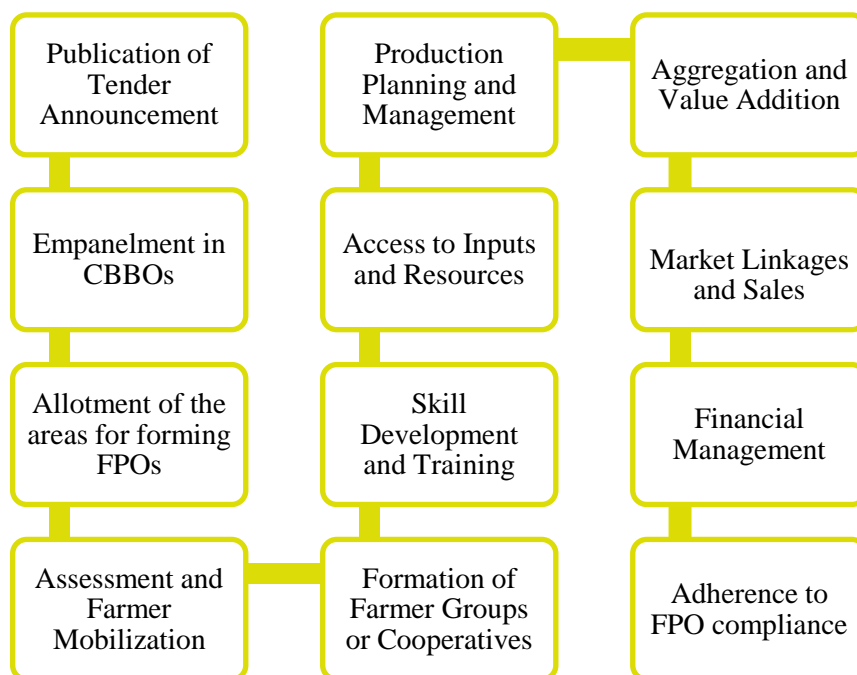 Publication of
Tender
Announcement
Empanelment in
CBBOs
Allotment of the
areas for forming
FPOs
Assessment and
Farmer
Mobilization
Formation of
Farmer Groups
or Cooperatives
Skill
Development
and Training
Access to Inputs
and Resources
Production
Planning and
Management
Aggregation and
Value Addition
Market Linkages
and Sales
Financial
Management
Adherence to
FPO compliance